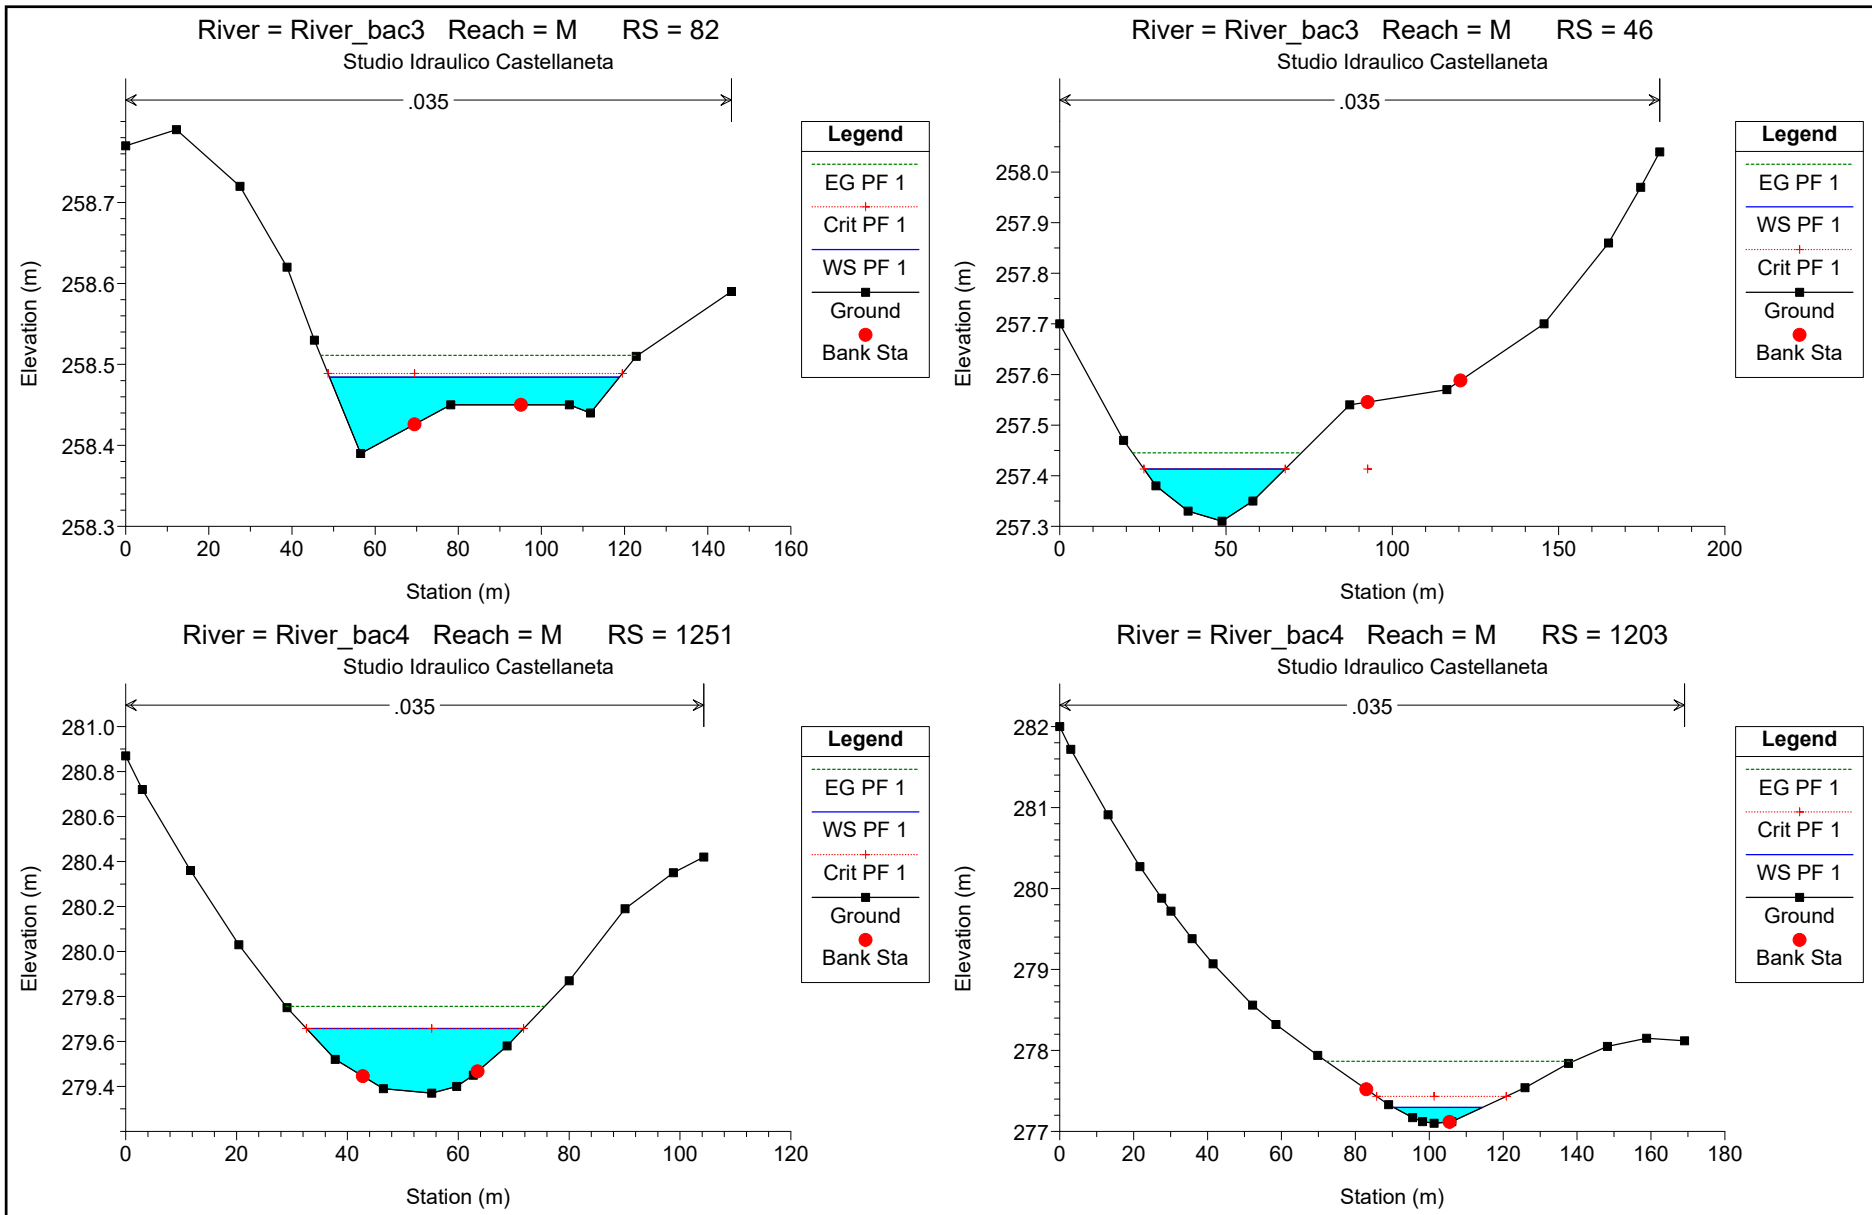 River = River_bac3 Reach = M RS = 82
Studio Idraulico Castellaneta
.035
Legend
EG PF 1
Crit PF 1
WS PF 1
Ground
Bank Sta
Elevation (m)
258.7
258.6
258.5
258.4
258.3
0 20 40 60 80 100 120 140 160
Station (m)
River = River_bac3 Reach = M RS = 46
Studio Idraulico Castellaneta
.035
Legend
EG PF 1
WS PF 1
Crit PF 1
Ground
Bank Sta
Elevation (m)
258.0
257.9
257.8
257.7
257.6
257.5
257.4
257.3
0 50 100 150 200
Station (m)
River = River_bac4 Reach = M RS = 1251
Studio Idraulico Castellaneta
.035
Legend
EG PF 1
WS PF 1
Crit PF 1
Ground
Bank Sta
Elevation (m)
281.0
280.8
280.6
280.4
280.2
280.0
279.8
279.6
279.4
0 20 40 60 80 100 120
Station (m)
River = River_bac4 Reach = M RS = 1203
Studio Idraulico Castellaneta
.035
Legend
EG PF 1
Crit PF 1
WS PF 1
Ground
Bank Sta
Elevation (m)
282
281
280
279
278
277
0 20 40 60 80 100 120 140 160 180
Station (m)